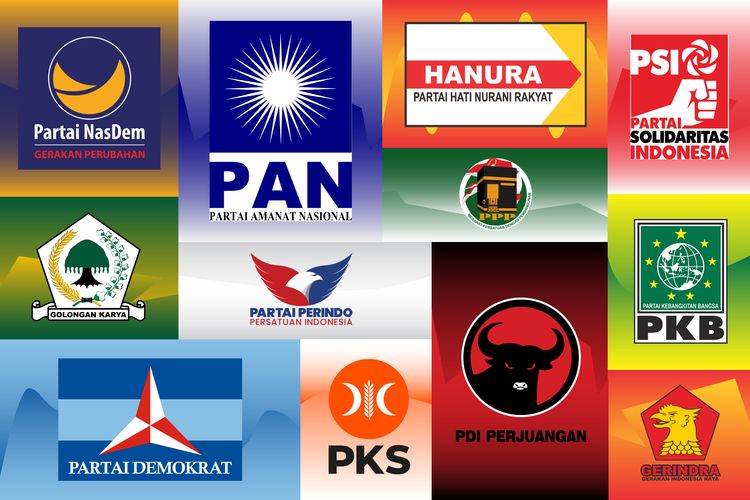 Partai NasDem
GERAKAN PERUBAHAN
PAN
PARTAI AMANAT NASIONAL
HANURA
PARTAI HATI NURANI RAKYAT
PSI
PARTAI
SOLIDARITAS
INDONESIA
PPP
GOLONGAN KARYA
PARTAI PERINDO
PERSATUAN INDONESIA
PARTAI KEBANGKITAN BANGSA
PKB
PARTAI DEMOKRAT
PKS
PDI PERJUANGAN
GERINDRA
GERAKAN INDONESIA RAYA